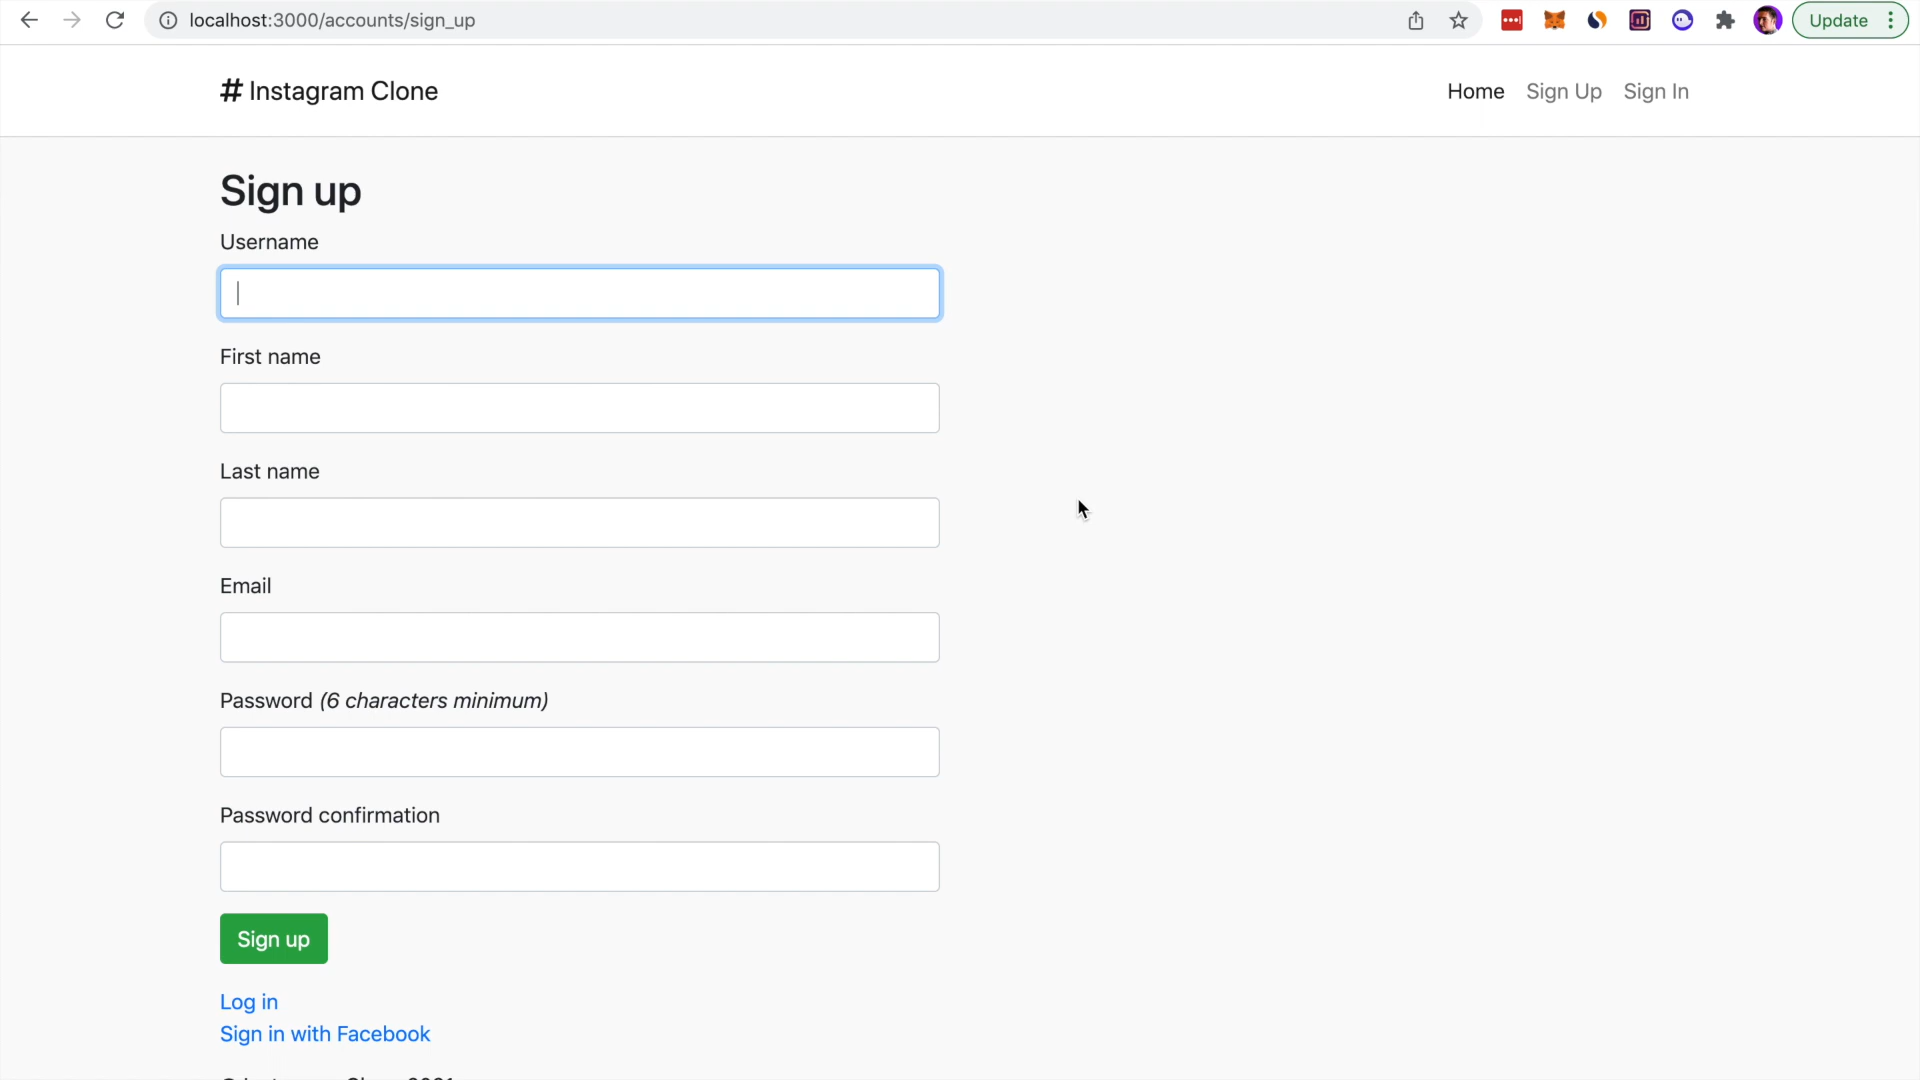 localhost:3000/accounts/sign_up
Update
# Instagram Clone
Home Sign Up Sign In
Sign up
Username
First name
Last name
Email
Password (6 characters minimum)
Password confirmation
Sign up
Log in
Sign in with Facebook